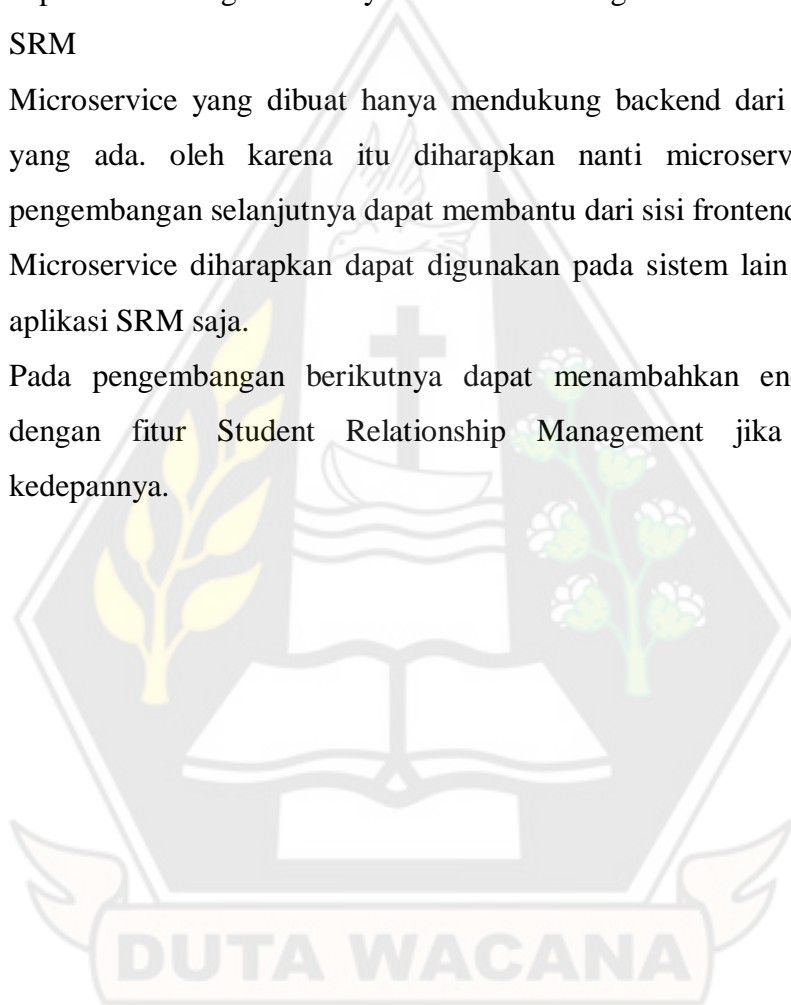 SRM
Microservice yang dibuat hanya mendukung backend dari
yang ada. oleh karena itu diharapkan nanti
pengembangan selanjutnya dapat membantu dari sisi frontend
Microservice diharapkan dapat digunakan pada sistem lain
aplikasi SRM saja.
Pada pengembangan berikutnya dapat menambahkan
dengan fitur Student Relationship Management jika
kedepannya.
DUTA WACANA